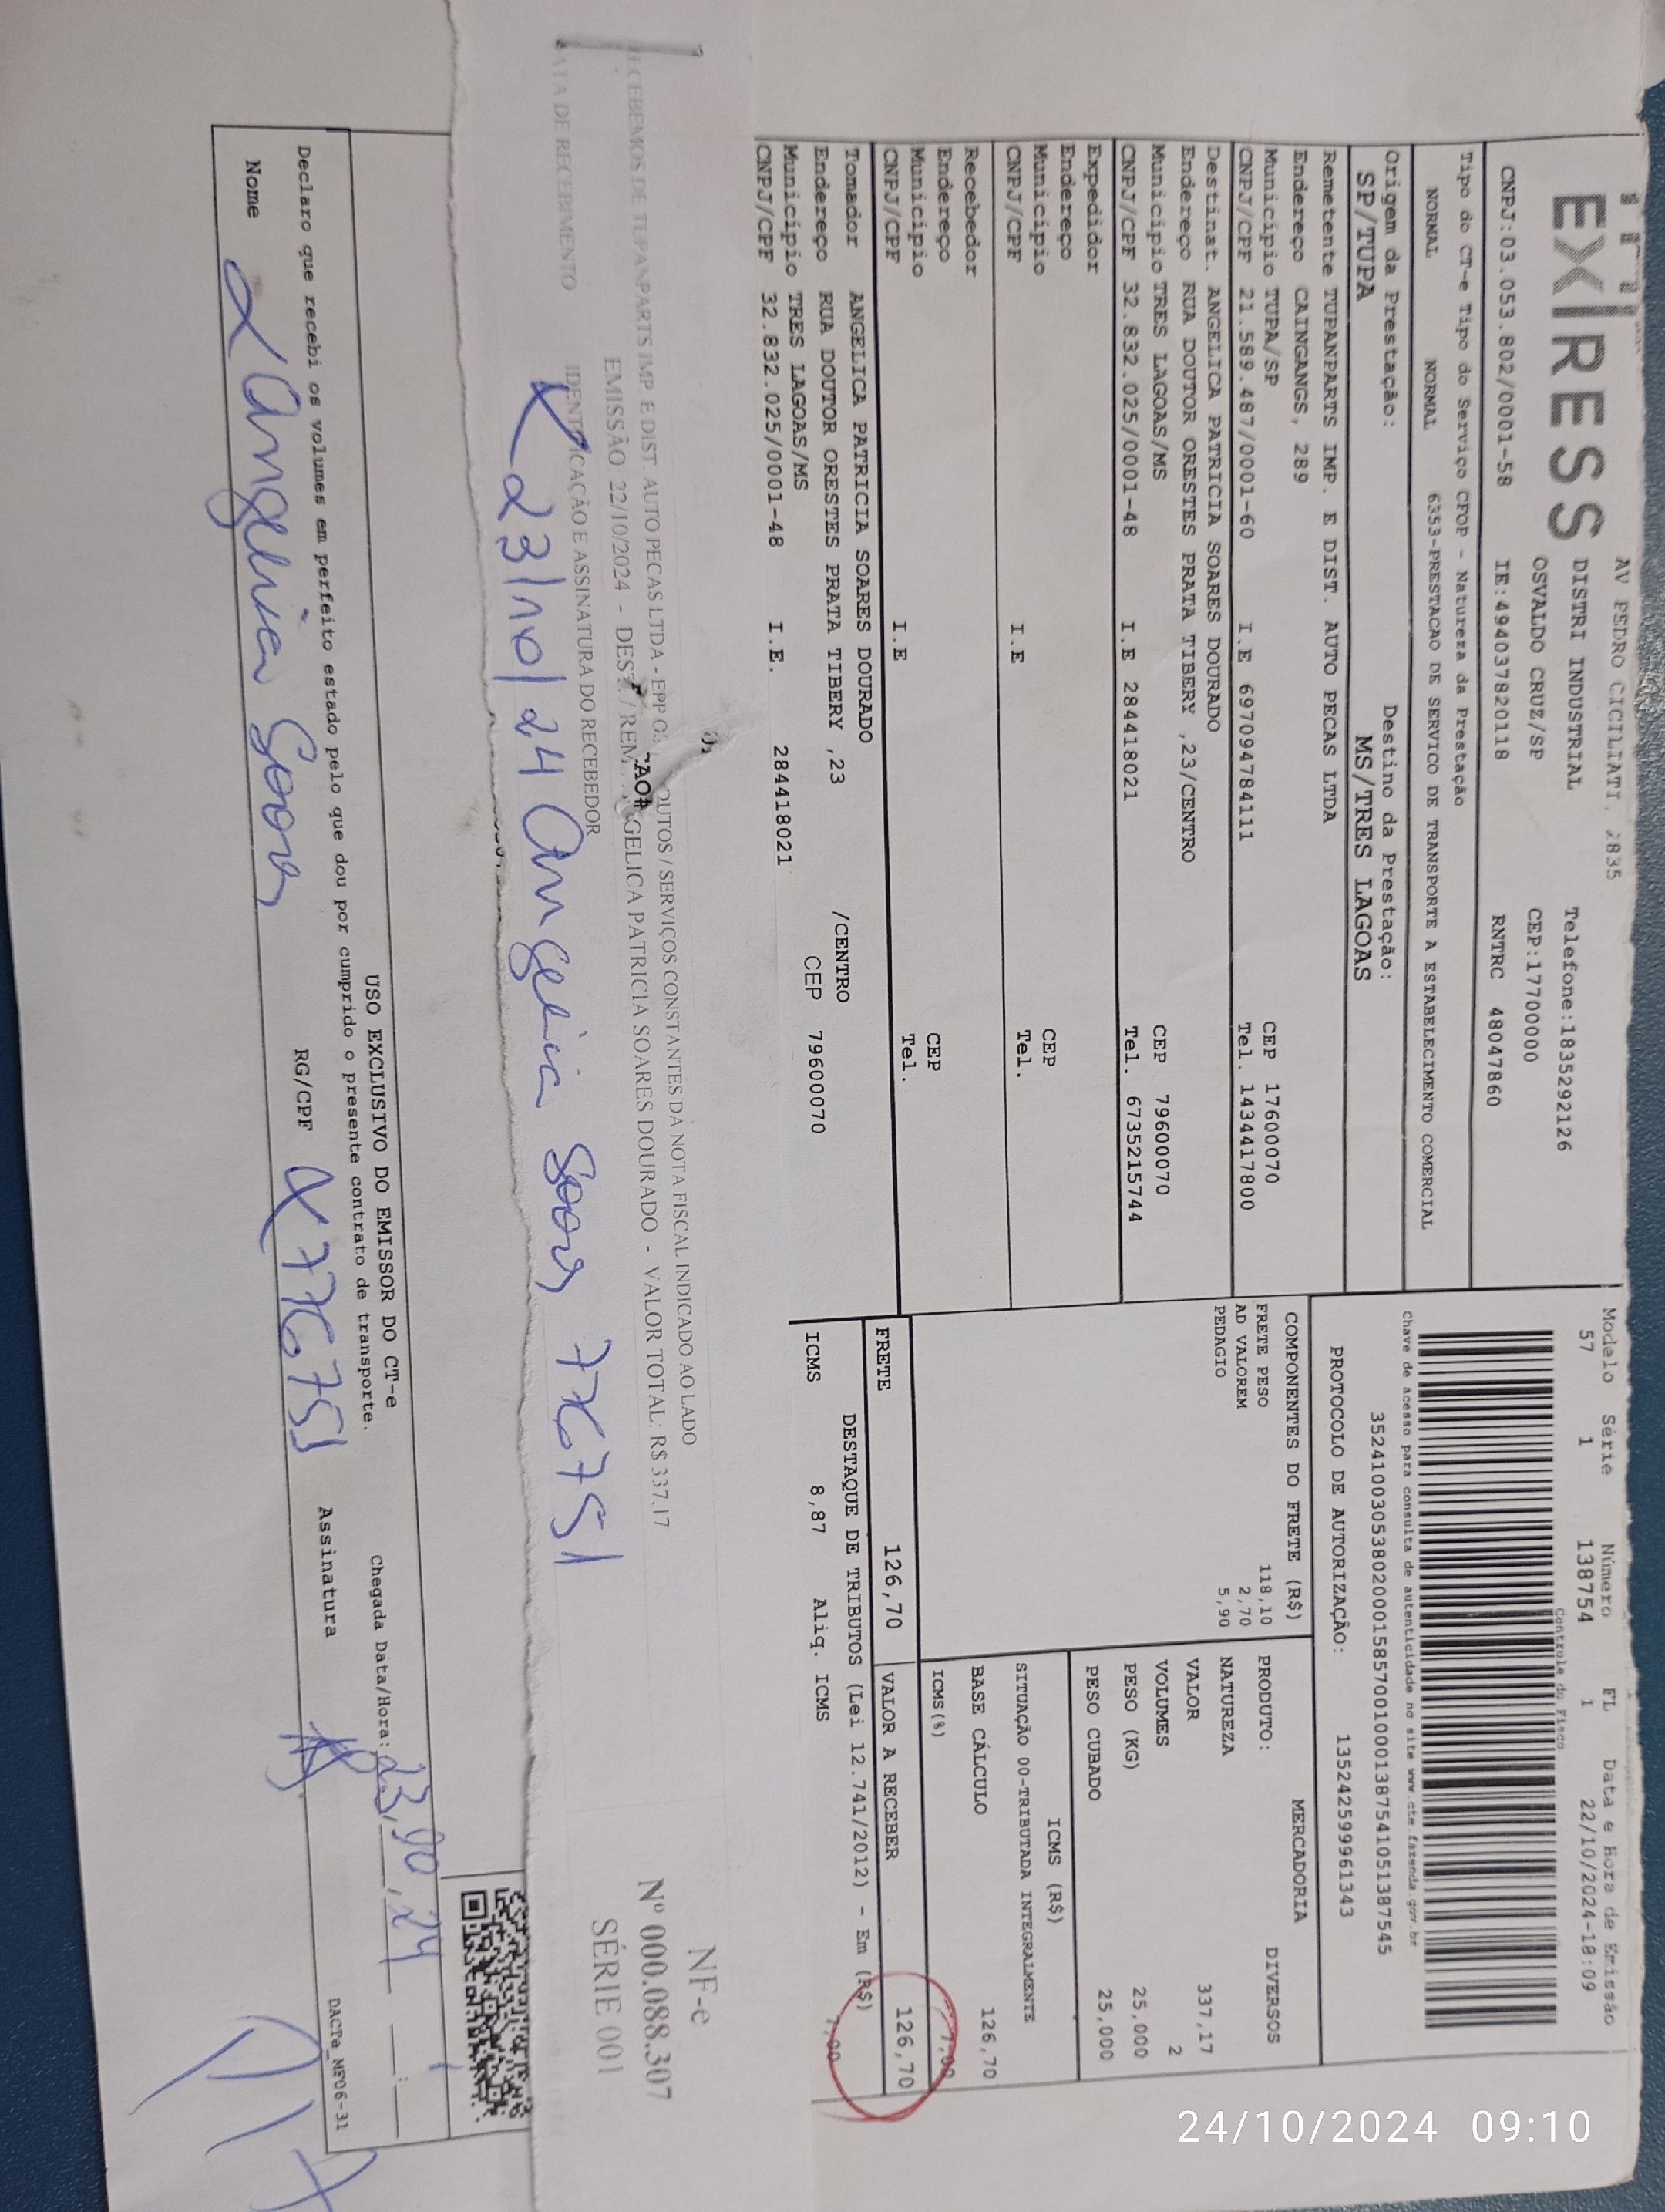 EXPRESS
AV PEDRO CICILIATI, 2835
DISTRI INDUSTRIAL Telefone:1835292126
OSVALDO CRUZ/SP CEP:17700000
CNPJ:03.053.802/0001-58 IE:494037820118 RNTRC 48047860
Tipo do CT-e Tipo do Serviço CFOP - Natureza da Prestação
NORMAL NORMAL 6353-PRESTACAO DE SERVICO DE TRANSPORTE A ESTABELECIMENTO COMERCIAL
Origem da Prestação: Destino da Prestação:
SP/TUPA MS/TRES LAGOAS
Remetente TUPANPARTS IMP. E DIST. AUTO PECAS LTDA
Endereço CAINGANGS, 289
Município TUPA/SP CEP 17600070
CNPJ/CPF 21.589.487/0001-60 I.E 697094784111 Tel. 1434417800
Destinat. ANGELICA PATRICIA SOARES DOURADO
Endereço RUA DOUTOR ORESTES PRATA TIBERY ,23/CENTRO
Município TRES LAGOAS/MS CEP 79600070
CNPJ/CPF 32.832.025/0001-48 I.E 284418021 Tel. 6735215744
Expedidor
Endereço
Município CEP
CNPJ/CPF I.E Tel.
Recebedor
Endereço
Município CEP
CNPJ/CPF I.E Tel.
Tomador ANGELICA PATRICIA SOARES DOURADO
Endereço RUA DOUTOR ORESTES PRATA TIBERY ,23 /CENTRO
Município TRES LAGOAS/MS CEP 79600070
CNPJ/CPF 32.832.025/0001-48 I.E. 284418021
Modelo Série Número FL Data e Hora de Emissão
57 1 138754 1 22/10/2024-18:09
Controle do Fisco
Chave de acesso para consulta de autenticidade no site www.cte.fazenda.gov.br
35241003053802000158570010001387541051387545
PROTOCOLO DE AUTORIZAÇÃO: 135242599961343
COMPONENTES DO FRETE (R$)
FRETE PESO 118,10
AD VALOREM 2,70
PEDAGIO 5,90
MERCADORIA
PRODUTO: DIVERSOS
NATUREZA
VALOR 337,17
VOLUMES 2
PESO (KG) 25,000
PESO CUBADO 25,000
ICMS (R$)
SITUAÇÃO 00-TRIBUTADA INTEGRALMENTE
BASE CÁLCULO 126,70
ICMS(%) 7,00
FRETE 126,70 VALOR A RECEBER 126,70
DESTAQUE DE TRIBUTOS (Lei 12.741/2012) - Em (R$)
ICMS 8,87 Aliq. ICMS 7,00
ECEBEMOS DE TUPANPARTS IMP. E DIST. AUTO PECAS LTDA - EPP OS UTOS / SERVIÇOS CONSTANTES DA NOTA FISCAL INDICADO AO LADO
EMISSÃO: 22/10/2024 - DEST / REM CAO# GELICA PATRICIA SOARES DOURADO - VALOR TOTAL: R$ 337,17
ATA DE RECEBIMENTO IDENTIFICAÇÃO E ASSINATURA DO RECEBEDOR
NF-e
Nº 000.088.307
SÉRIE 001
X 23/10/24 Angelica Soares 776751
USO EXCLUSIVO DO EMISSOR DO CT-e Chegada Data/Hora: 23,10,24 :
Declaro que recebi os volumes em perfeito estado pelo que dou por cumprido o presente contrato de transporte.
Nome Angelica Soares RG/CPF X 776751 Assinatura
DACTe_MF06-31
24/10/2024 09:10